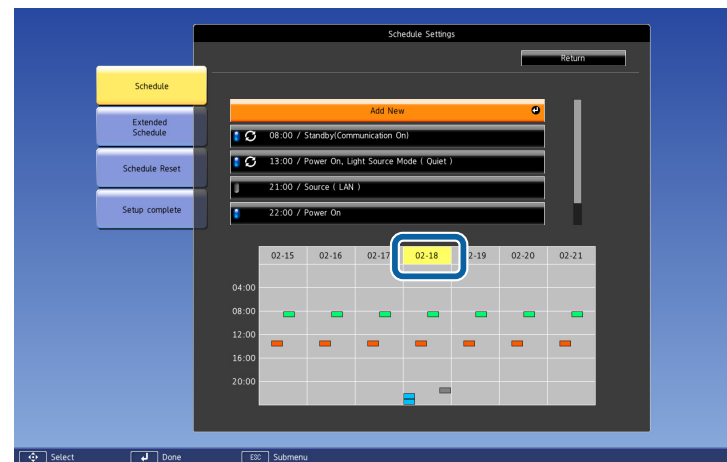 Schedule Settings
Return
Schedule
Extended
Schedule
Schedule Reset
Setup complete
Add New
08:00 / Standby(Communication On)
13:00 / Power On, Light Source Mode ( Quiet )
21:00 / Source ( LAN )
22:00 / Power On
02-15 02-16 02-17 02-18 02-19 02-20 02-21
04:00
08:00
12:00
16:00
20:00
Select Done ESC Submenu